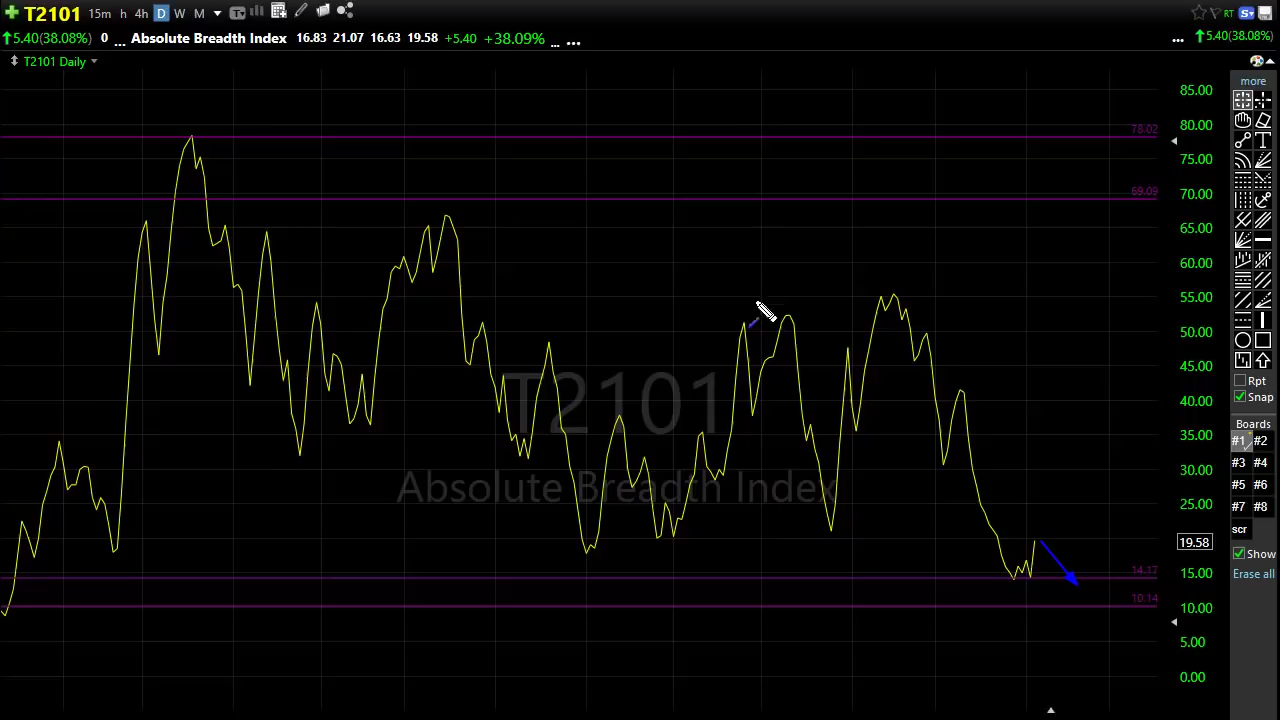 T2101 15m h 4h D W M T RT S
5.40(38.08%) 0 ... Absolute Breadth Index 16.83 21.07 16.63 19.58 +5.40 +38.09% ... ... ... 5.40(38.08%)
T2101 Daily
more
85.00
80.00
78.02
75.00
70.00
69.09
65.00
60.00
55.00
50.00
45.00
40.00
35.00
30.00
25.00
19.58
15.00
14.17
10.00
10.14
5.00
0.00
T2101
Absolute Breadth Index
T
Rpt
Snap
Boards
#1 #2
#3 #4
#5 #6
#7 #8
scr
Show
Erase all